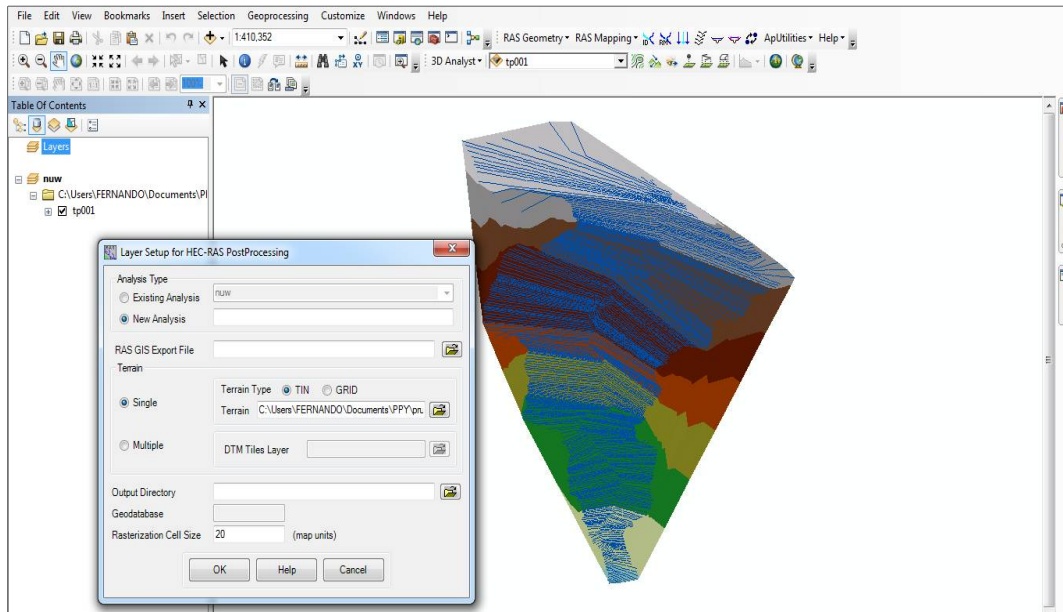 File Edit View Bookmarks Insert Selection Geoprocessing Customize Windows Help
1:410,352 RAS Geometry RAS Mapping ApUtilities Help
3D Analyst tp001
100%
Table Of Contents
Layers
nuw
C:\Users\FERNANDO\Documents\PI
tp001
Layer Setup for HEC-RAS PostProcessing
Analysis Type
Existing Analysis nuw
New Analysis
RAS GIS Export File
Terrain
Single Terrain Type TIN GRID
Terrain C:\Users\FERNANDO\Documents\PPY\pru
Multiple DTM Tiles Layer
Output Directory
Geodatabase
Rasterization Cell Size 20 (map units)
OK Help Cancel